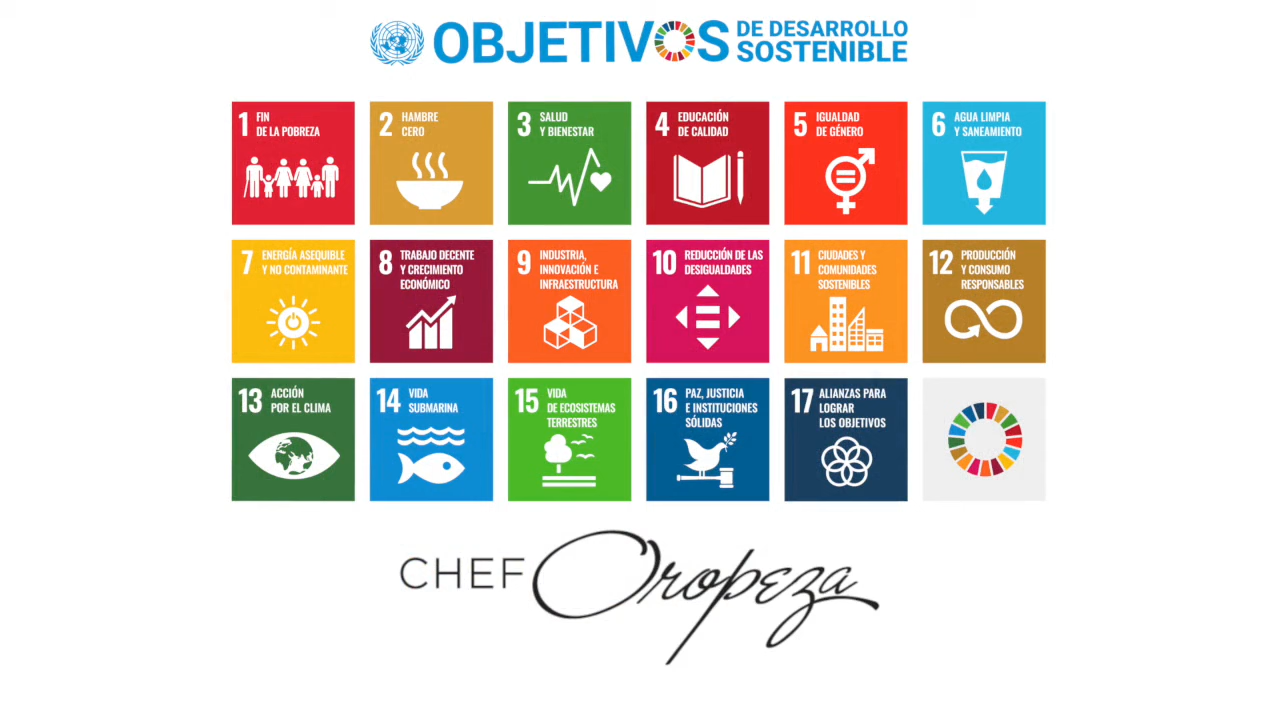 OBJETIVOS DE DESARROLLO
SOSTENIBLE
1 FIN
DE LA POBREZA
2 HAMBRE
CERO
3 SALUD
Y BIENESTAR
4 EDUCACIÓN
DE CALIDAD
5 IGUALDAD
DE GÉNERO
6 AGUA LIMPIA
Y SANEAMIENTO
7 ENERGÍA ASEQUIBLE
Y NO CONTAMINANTE
8 TRABAJO DECENTE
Y CRECIMIENTO
ECONÓMICO
9 INDUSTRIA,
INNOVACIÓN E
INFRAESTRUCTURA
10 REDUCCIÓN DE LAS
DESIGUALDADES
11 CIUDADES Y
COMUNIDADES
SOSTENIBLES
12 PRODUCCIÓN
Y CONSUMO
RESPONSABLES
13 ACCIÓN
POR EL CLIMA
14 VIDA
SUBMARINA
15 VIDA
DE ECOSISTEMAS
TERRESTRES
16 PAZ, JUSTICIA
E INSTITUCIONES
SÓLIDAS
17 ALIANZAS PARA
LOGRAR
LOS OBJETIVOS
CHEF Oropeza